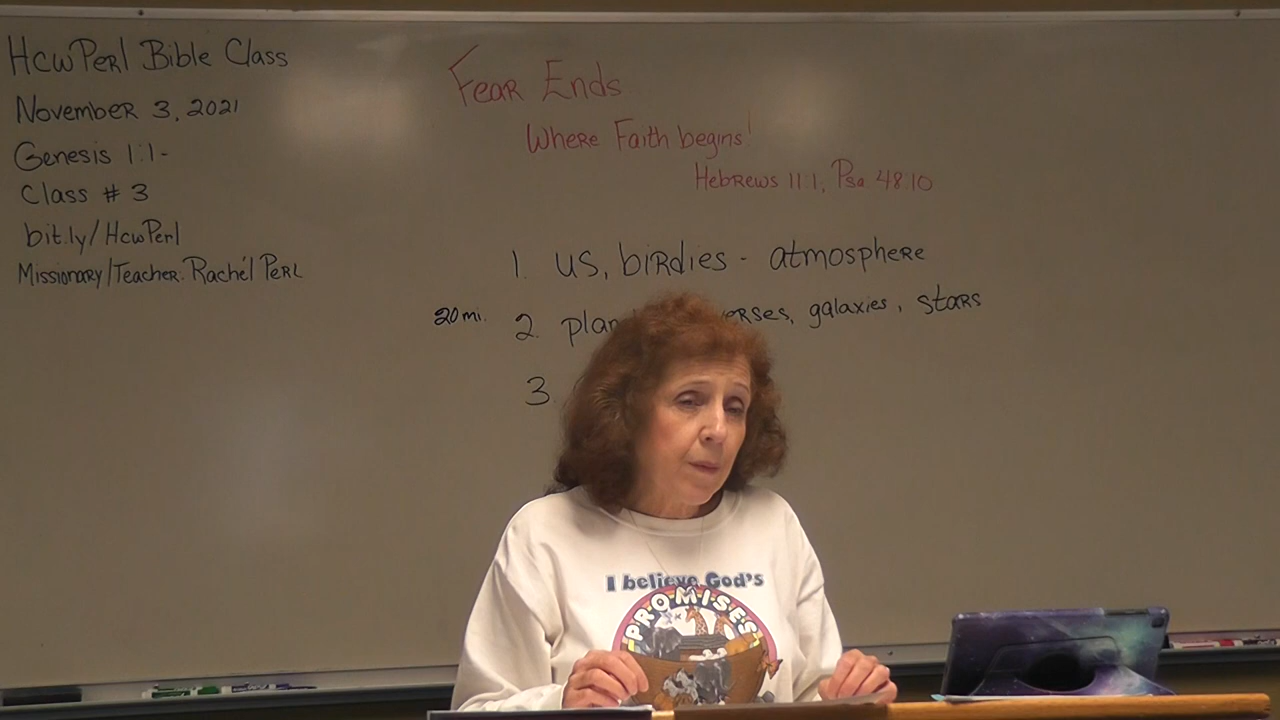 HcwPerl Bible Class
November 3, 2021
Genesis 1:1-
Class # 3
bit.ly/HcwPerl
Missionary/Teacher: Rachél Perl
Fear Ends
Where Faith begins!
Hebrews 11:1, Psa. 48:10
1. us, birdies - atmosphere
20mi. 2. galaxies, stars
3.
I believe God's
PROMISES